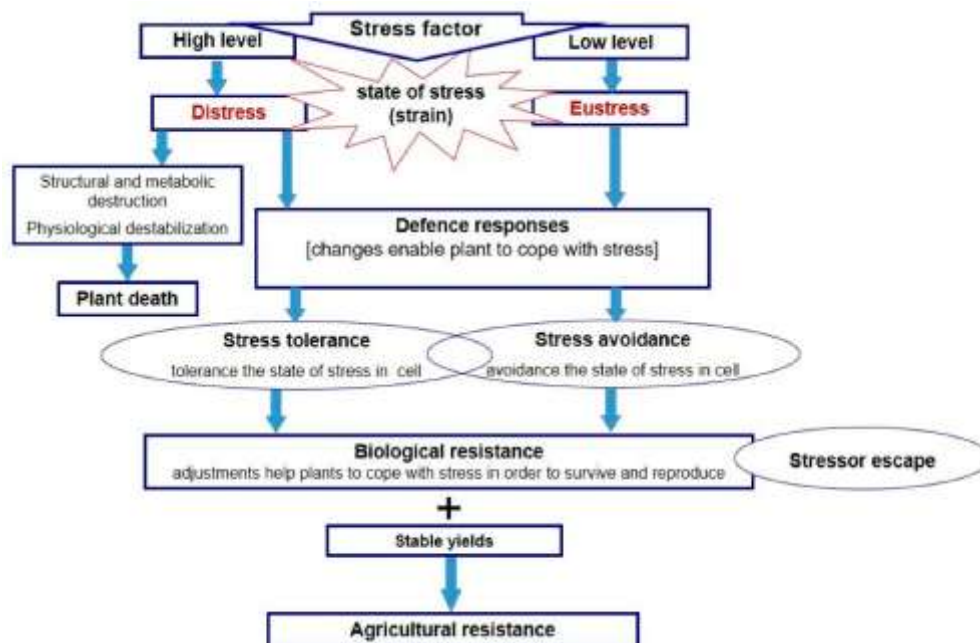 Stress factor
High level
Low level
state of stress
(strain)
Distress
Eustress
Structural and metabolic
destruction
Physiological destabilization
Defence responses
[changes enable plant to cope with stress]
Plant death
Stress tolerance
tolerance the state of stress in cell
Stress avoidance
avoidance the state of stress in cell
Biological resistance
adjustments help plants to cope with stress in order to survive and reproduce
Stressor escape
+
Stable yields
Agricultural resistance